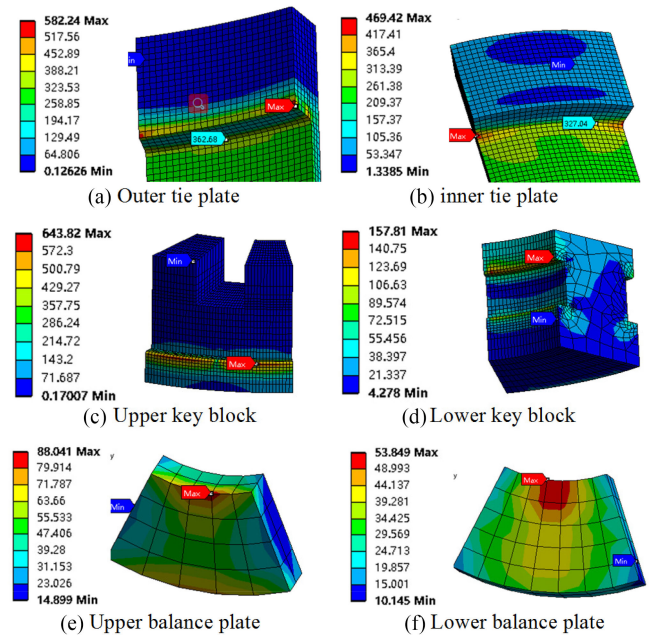 582.24 Max
517.56
452.89
388.21
323.53
258.85
194.17
129.49
64.806
0.12626 Min
in
Max
362.68
(a) Outer tie plate
469.42 Max
417.41
365.4
313.39
261.38
209.37
157.36
105.36
53.347
1.3385 Min
Min
Max
327.04
(b) inner tie plate
643.82 Max
572.3
500.79
429.27
357.75
286.24
214.72
143.2
71.687
0.17007 Min
Min
Max
(c) Upper key block
157.81 Max
140.75
123.69
106.63
89.574
72.515
55.456
38.397
21.337
4.278 Min
Max
Min
(d) Lower key block
88.041 Max
79.914
71.787
63.66
55.533
47.406
39.28
31.153
23.026
14.899 Min
y
Max
Min
(e) Upper balance plate
53.849 Max
48.993
44.137
39.281
34.425
29.569
24.713
19.857
15.001
10.145 Min
y
Max
Min
(f) Lower balance plate